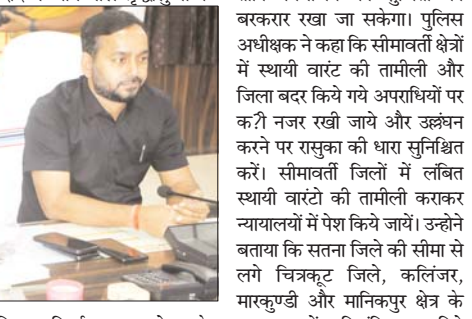 बरकरार रखा जा सकेगा। पुलिस
अधीक्षक ने कहा कि सीमावर्ती क्षेत्रों
में स्थायी वारंट की तामीली और
जिला बदर किये गये अपराधियों पर
क?ी नजर रखी जाये और उल्लंघन
करने पर रासुका की धारा सुनिश्चित
करें। सीमावर्ती जिलों में लंबित
स्थायी वारंटो की तामीली कराकर
न्यायालयों में पेश किये जायें। उन्होने
बताया कि सतना जिले की सीमा से
लगे चित्रकूट जिले, कलिंजर,
मारकुण्डी और मानिकपुर क्षेत्र के